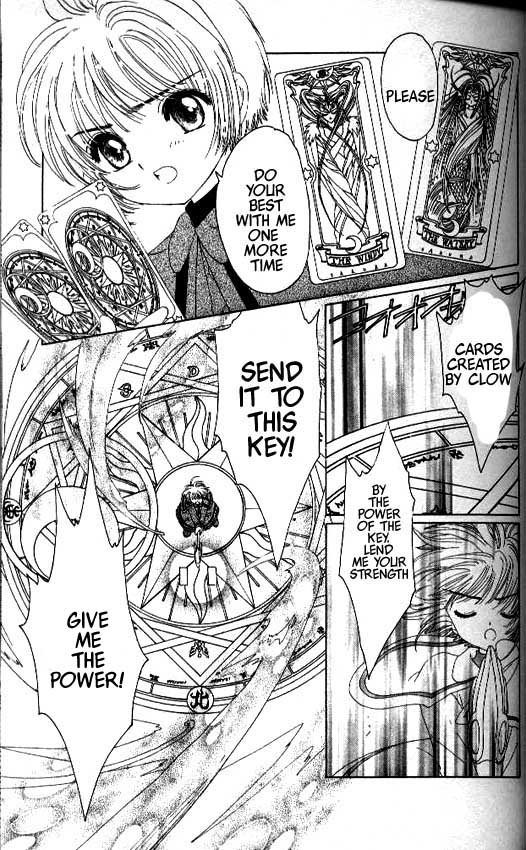 PLEASE
DO
YOUR
BEST
WITH ME
ONE
MORE
TIME
THE WINDY
THE WATERY
CARDS
CREATED
BY CLOW
BY
THE
POWER
OF THE
KEY.
LEND
ME YOUR
STRENGTH
SEND
IT TO
THIS
KEY!
GIVE
ME
THE
POWER!